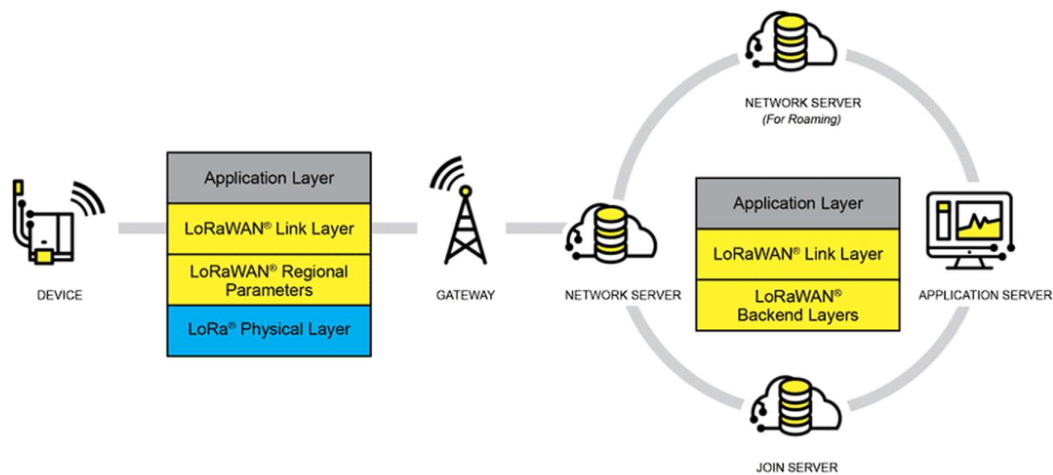 NETWORK SERVER
(For Roaming)
Application Layer
LoRaWAN® Link Layer
LoRaWAN® Regional
Parameters
LoRa® Physical Layer
Application Layer
LoRaWAN® Link Layer
LoRaWAN®
Backend Layers
DEVICE
GATEWAY
NETWORK SERVER
APPLICATION SERVER
JOIN SERVER